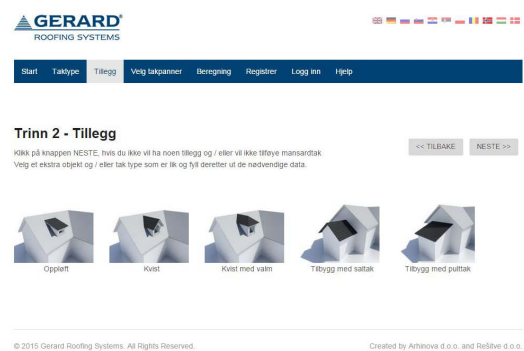 GERARD®
ROOFING SYSTEMS
Start Taktype Tillegg Velg takpanner Beregning Registrer Logg inn Hjelp
Trinn 2 - Tillegg
Klikk på knappen NESTE, hvis du ikke vil ha noen tillegg og / eller vil ikke tilføye mansardtak
Velg et ekstra objekt og / eller tak type som er lik og fyll deretter ut de nødvendige data.
<< TILBAKE NESTE >>
Oppløft Kvist Kvist med valm Tilbygg med saltak Tilbygg med pulttak
© 2015 Gerard Roofing Systems. All Rights Reserved. Created by Arhinova d.o.o. and Rešitve d.o.o.